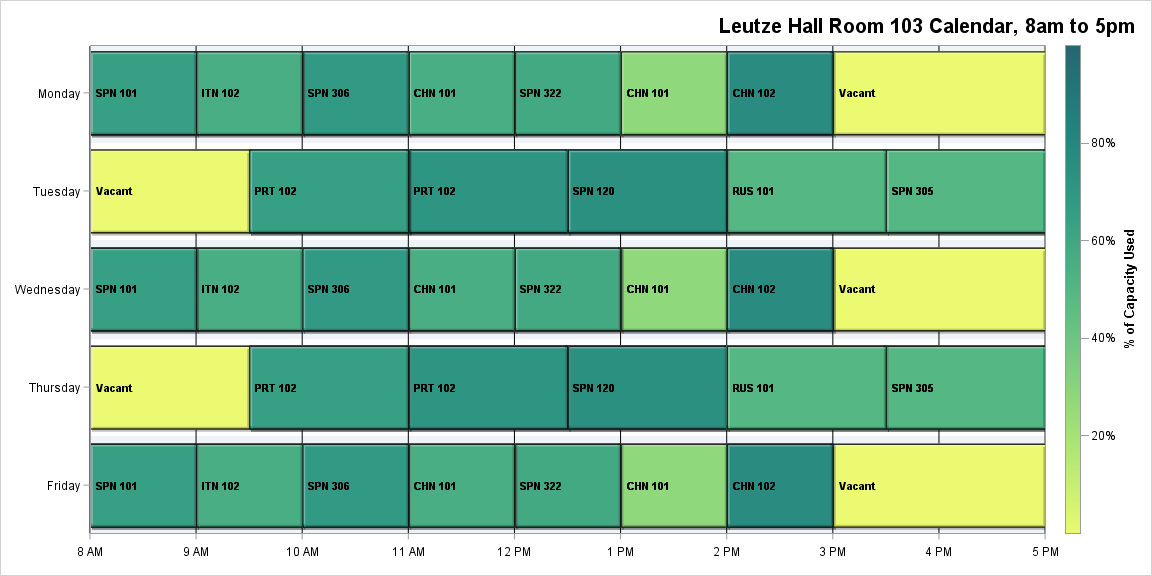 Leutze Hall Room 103 Calendar, 8am to 5pm
Monday
SPN 101
ITN 102
SPN 306
CHN 101
SPN 322
CHN 101
CHN 102
Vacant
Tuesday
Vacant
PRT 102
PRT 102
SPN 120
RUS 101
SPN 305
Wednesday
SPN 101
ITN 102
SPN 306
CHN 101
SPN 322
CHN 101
CHN 102
Vacant
Thursday
Vacant
PRT 102
PRT 102
SPN 120
RUS 101
SPN 305
Friday
SPN 101
ITN 102
SPN 306
CHN 101
SPN 322
CHN 101
CHN 102
Vacant
8 AM
9 AM
10 AM
11 AM
12 PM
1 PM
2 PM
3 PM
4 PM
5 PM
80%
60%
40%
20%
% of Capacity Used